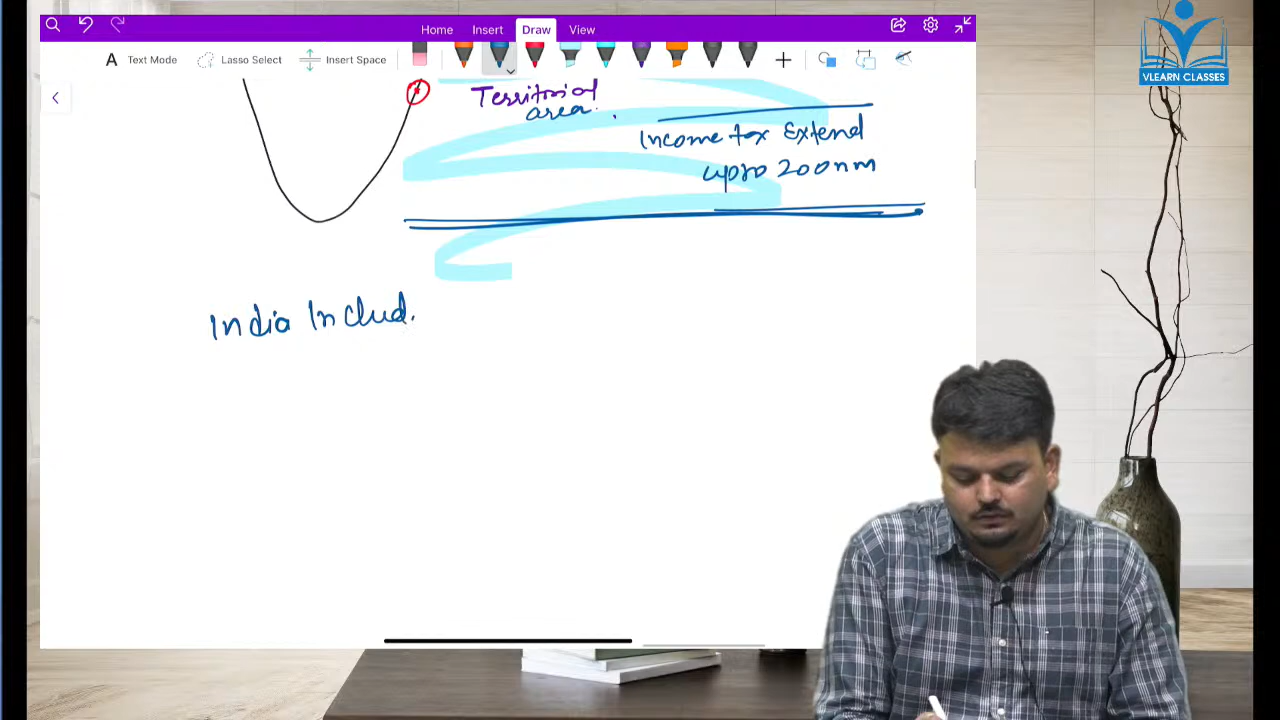 Home Insert Draw View
A Text Mode Lasso Select Insert Space
VLEARN CLASSES
Territorial
area.
Income tax Extend
upto 200nm
India Includ.